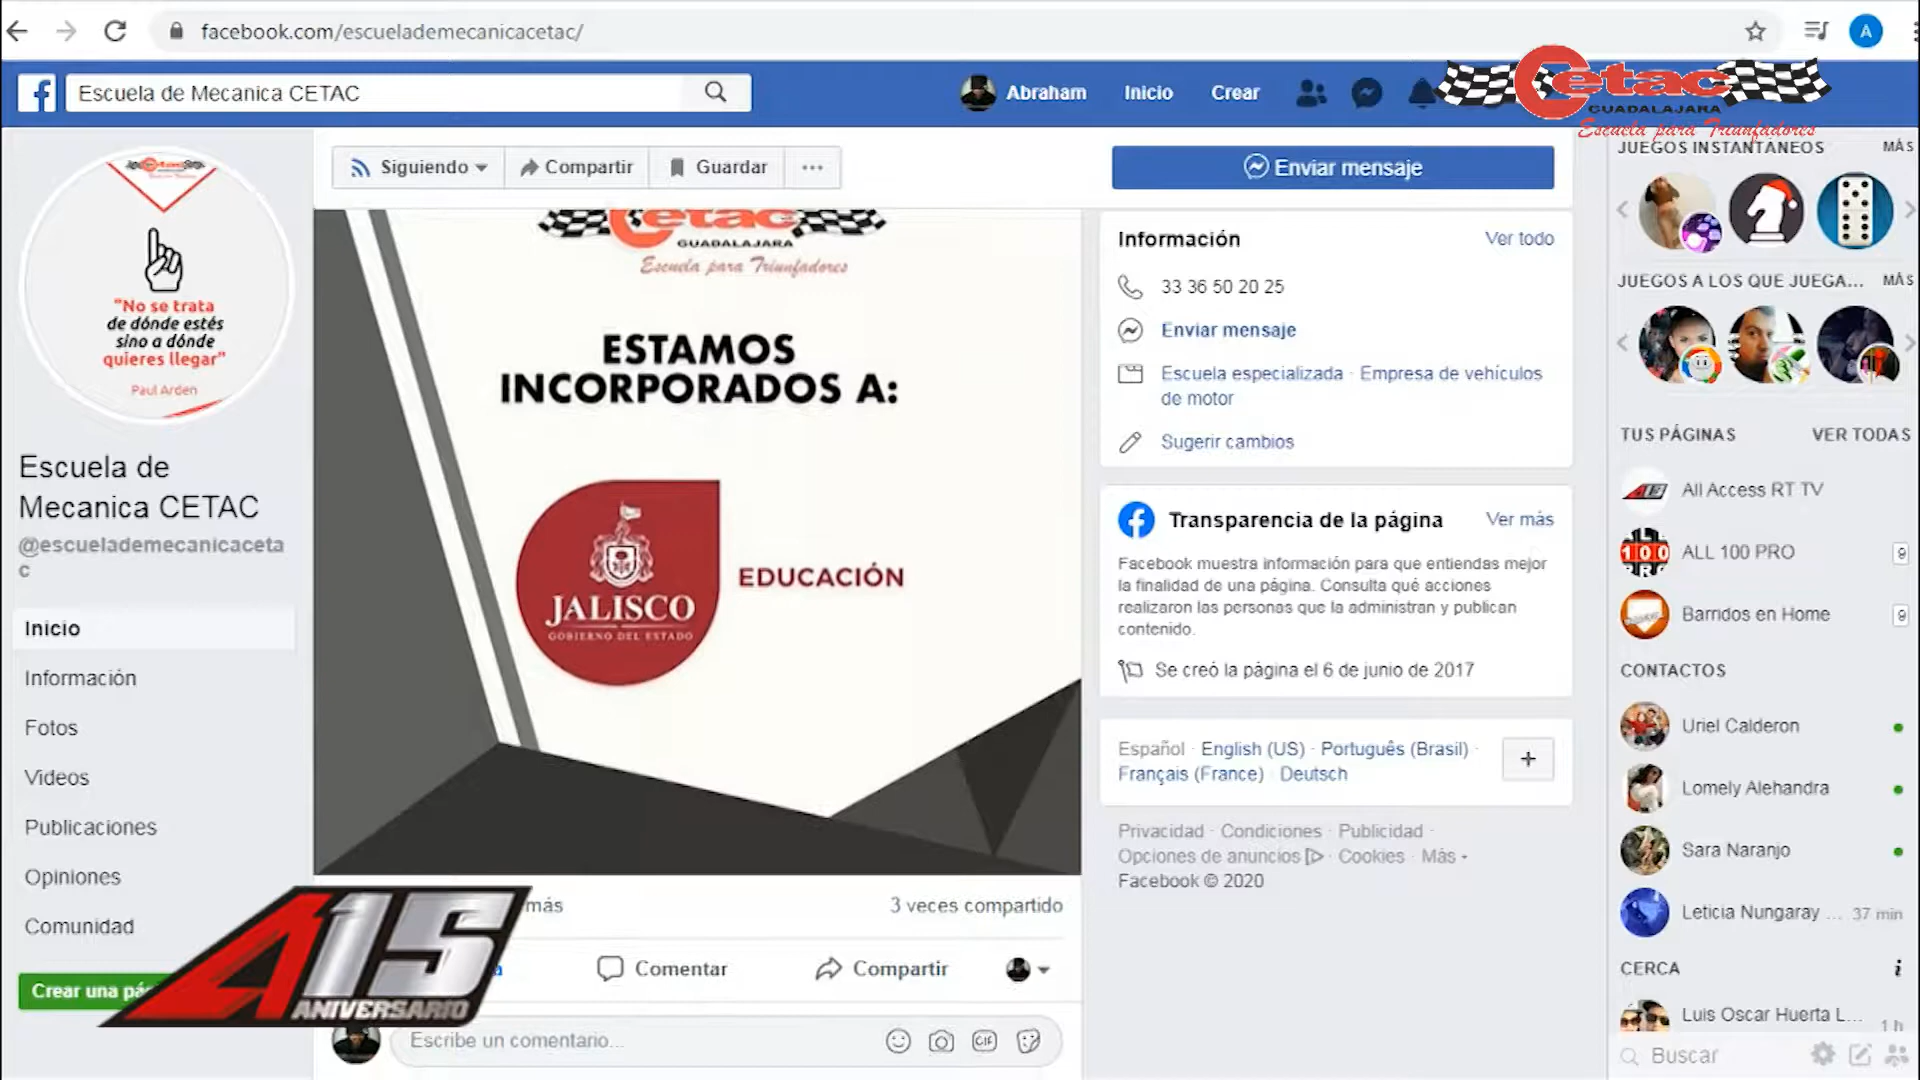 facebook.com/escuelademecanicacetac/
A
Escuela de Mecanica CETAC
Abraham
Inicio
Crear
Cetac
GUADALAJARA
Escuela para Triunfadores
"No se trata
de dónde estés
sino a dónde
quieres llegar"
Paul Arden
Escuela de
Mecanica CETAC
@escuelademecanicaceta
c
Inicio
Información
Fotos
Videos
Publicaciones
Opiniones
Comunidad
Crear una pá
Siguiendo
Compartir
Guardar
Enviar mensaje
Cetac
GUADALAJARA
Escuela para Triunfadores
ESTAMOS
INCORPORADOS A:
JALISCO
GOBIERNO DEL ESTADO
EDUCACIÓN
más
3 veces compartido
Comentar
Compartir
Escribe un comentario...
GIF
A15
ANIVERSARIO
Información
Ver todo
33 36 50 20 25
Enviar mensaje
Escuela especializada · Empresa de vehículos
de motor
Sugerir cambios
Transparencia de la página
Ver más
Facebook muestra información para que entiendas mejor
la finalidad de una página. Consulta qué acciones
realizaron las personas que la administran y publican
contenido.
Se creó la página el 6 de junio de 2017
Español · English (US) · Português (Brasil) ·
Français (France) · Deutsch
Privacidad · Condiciones · Publicidad ·
Opciones de anuncios · Cookies · Más
Facebook © 2020
JUEGOS INSTANTÁNEOS
MÁS
JUEGOS A LOS QUE JUEGA...
MÁS
TUS PÁGINAS
VER TODAS
All Access RT TV
ALL 100 PRO
9
Barridos en Home
9
CONTACTOS
Uriel Calderon
Lomely Alehandra
Sara Naranjo
Leticia Nungaray ...
37 min
CERCA
Luis Oscar Huerta L...
1 h
Buscar